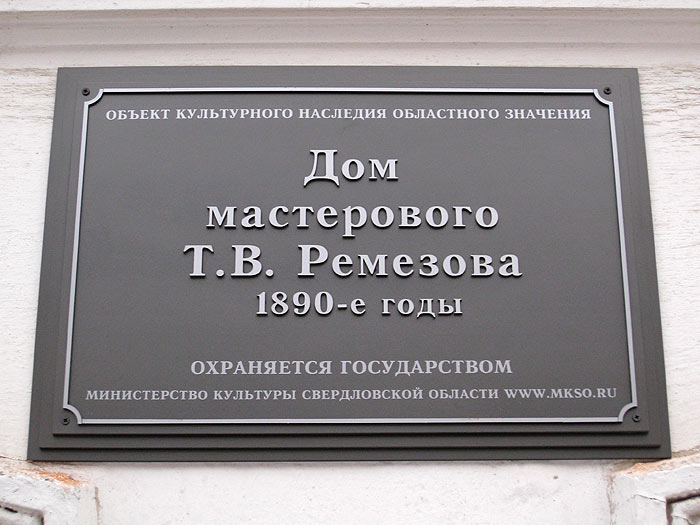 ОБЪЕКТ КУЛЬТУРНОГО НАСЛЕДИЯ ОБЛАСТНОГО ЗНАЧЕНИЯ
Дом
мастерового
Т.В. Ремезова
1890-е годы
ОХРАНЯЕТСЯ ГОСУДАРСТВОМ
МИНИСТЕРСТВО КУЛЬТУРЫ СВЕРДЛОВСКОЙ ОБЛАСТИ WWW.MKSO.RU